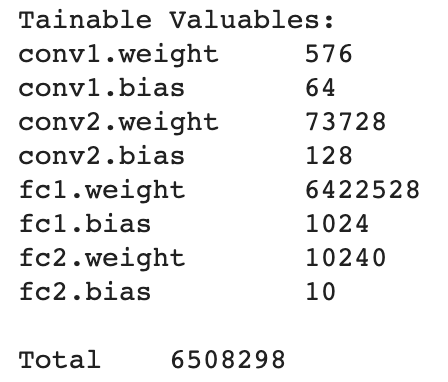 Tainable Valuables:
conv1.weight 576
conv1.bias 64
conv2.weight 73728
conv2.bias 128
fc1.weight 6422528
fc1.bias 1024
fc2.weight 10240
fc2.bias 10
Total 6508298